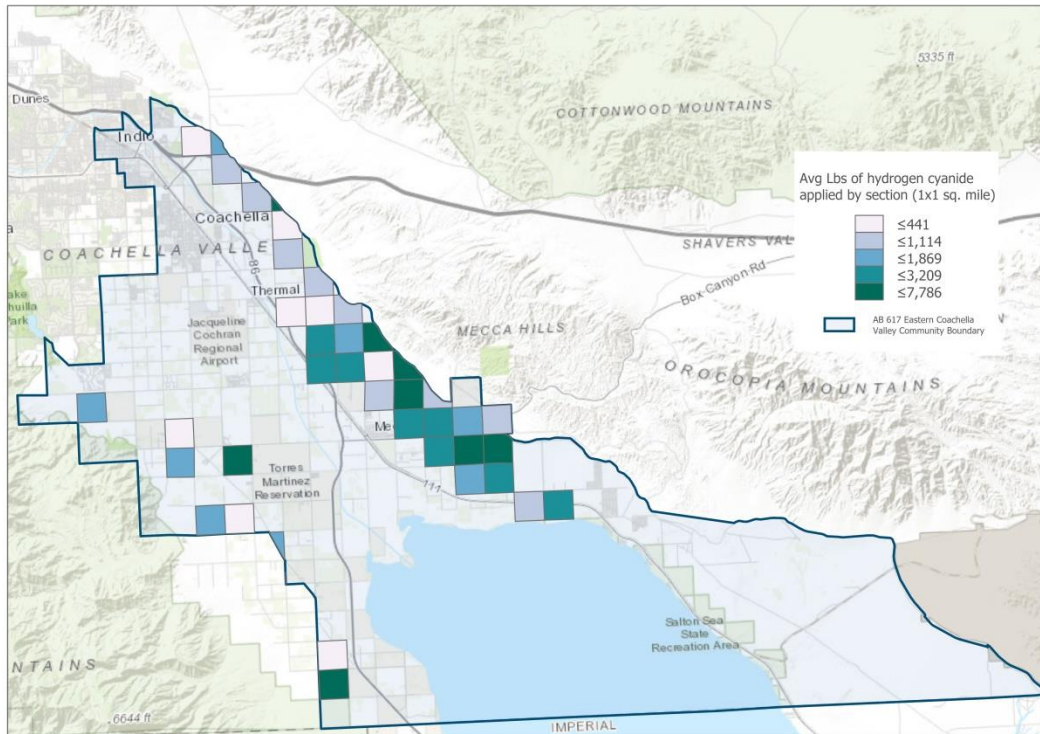 5335 ft
Dunes
COTTONWOOD MOUNTAINS
Indio
Avg Lbs of hydrogen cyanide
applied by section (1x1 sq. mile)
≤441
≤1,114
≤1,869
≤3,209
≤7,786
AB 617 Eastern Coachella
Valley Community Boundary
Coachella
COACHELLA VALLE
SHAVERS VAL
86
Box Canyon Rd
Thermal
Park
Jacqueline
Cochran
Regional
Airport
MECCA HILLS
OROCOPIA MOUNTAINS
Me
Torres
Martinez
Reservation
111
Salton Sea
State
Recreation Area
NTAINS
6644 ft
IMPERIAL